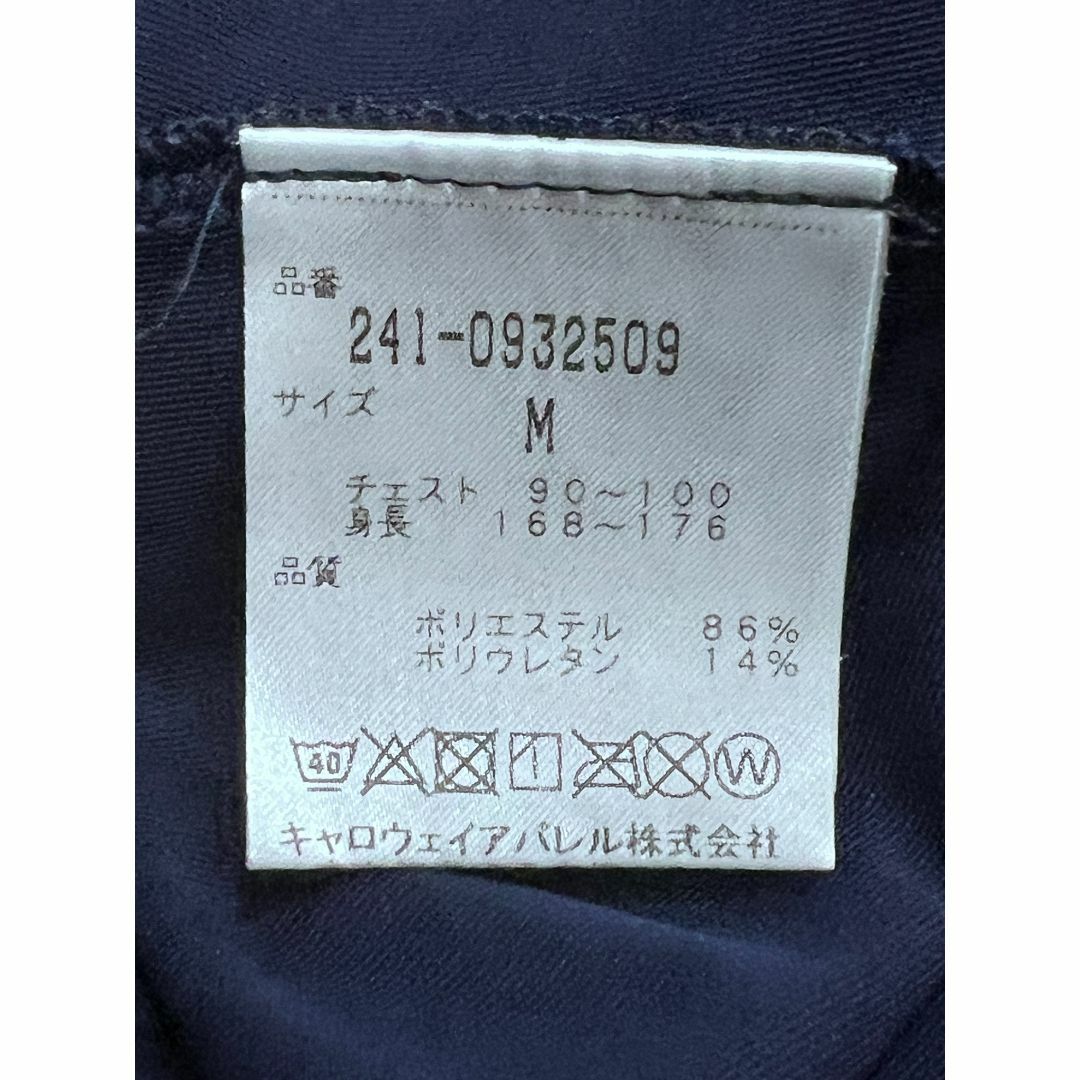 品番
241-0932509
サイズ
M
チェスト 90~100
身長 168~176
品質
ポリエステル 86%
ポリウレタン 14%
40 W
キャロウェイアパレル株式会社